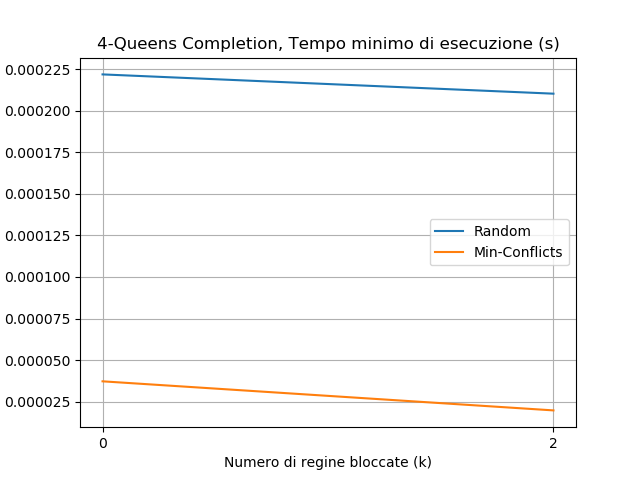 4-Queens Completion, Tempo minimo di esecuzione (s)
0.000225
0.000200
0.000175
0.000150
0.000125
0.000100
0.000075
0.000050
0.000025
Random
Min-Conflicts
0
2
Numero di regine bloccate (k)